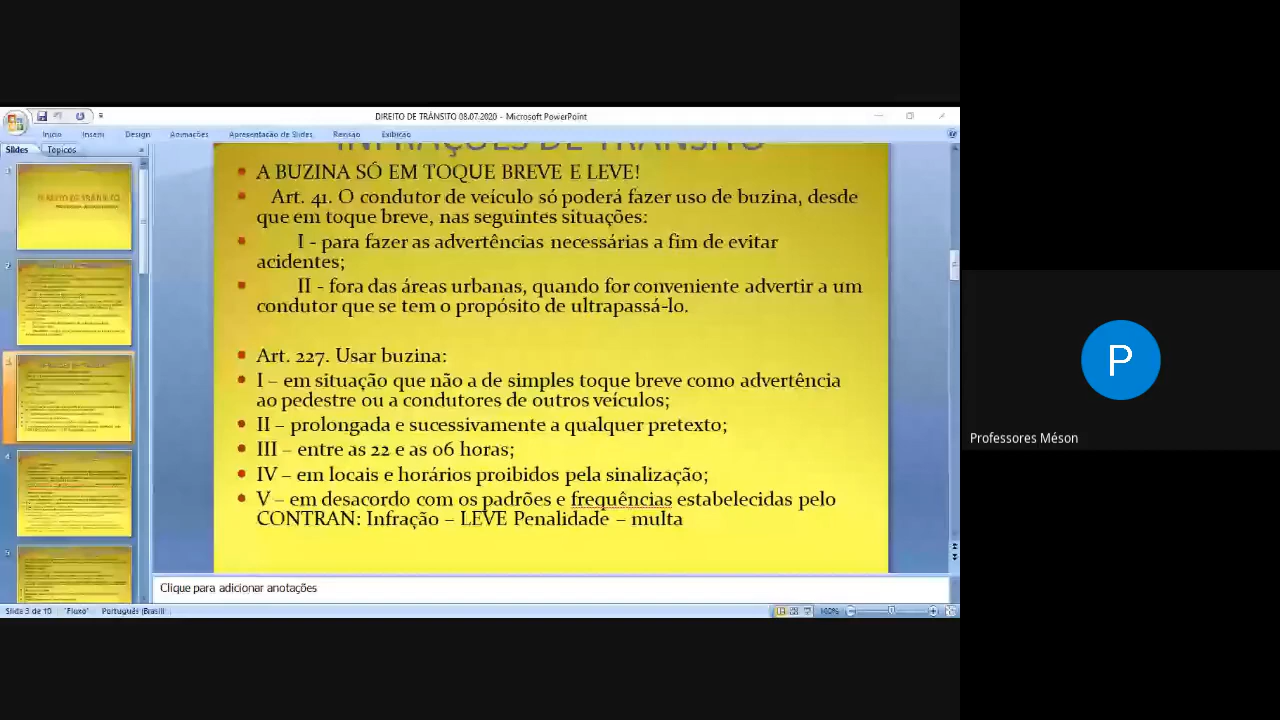 DIREITO DE TRÂNSITO 08.07.2020 - Microsoft PowerPoint
Início Inserir Design Animações Apresentação de Slides Revisão Exibição
Slides Tópicos
INFRAÇÕES DE TRÂNSITO
A BUZINA SÓ EM TOQUE BREVE E LEVE!
Art. 41. O condutor de veículo só poderá fazer uso de buzina, desde
que em toque breve, nas seguintes situações:
I - para fazer as advertências necessárias a fim de evitar
acidentes;
II - fora das áreas urbanas, quando for conveniente advertir a um
condutor que se tem o propósito de ultrapassá-lo.
Art. 227. Usar buzina:
I – em situação que não a de simples toque breve como advertência
ao pedestre ou a condutores de outros veículos;
II – prolongada e sucessivamente a qualquer pretexto;
III – entre as 22 e as 06 horas;
IV – em locais e horários proibidos pela sinalização;
V – em desacordo com os padrões e frequências estabelecidas pelo
CONTRAN: Infração – LEVE Penalidade – multa
Clique para adicionar anotações
Slide 3 de 10 "Fluxo" Português (Brasil) 100%
P
Professores Méson